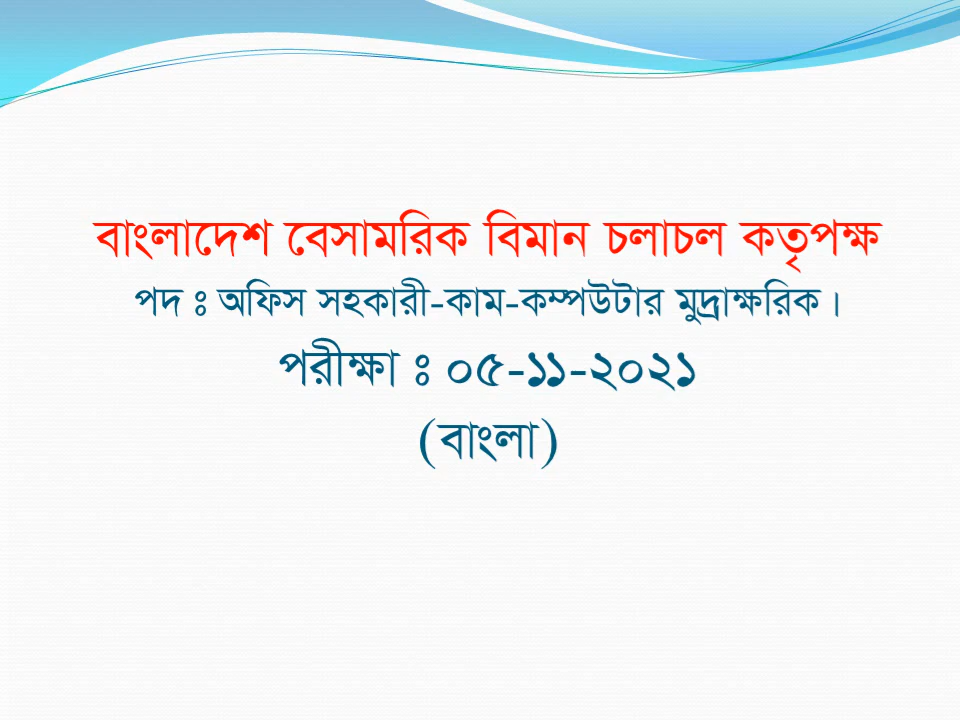 বাংলাদেশ বেসামরিক বিমান চলাচল কতৃপক্ষ
পদ ঃ অফিস সহকারী-কাম-কম্পউটার মুদ্রাক্ষরিক।
পরীক্ষা ঃ ০৫-১১-২০২১
(বাংলা)